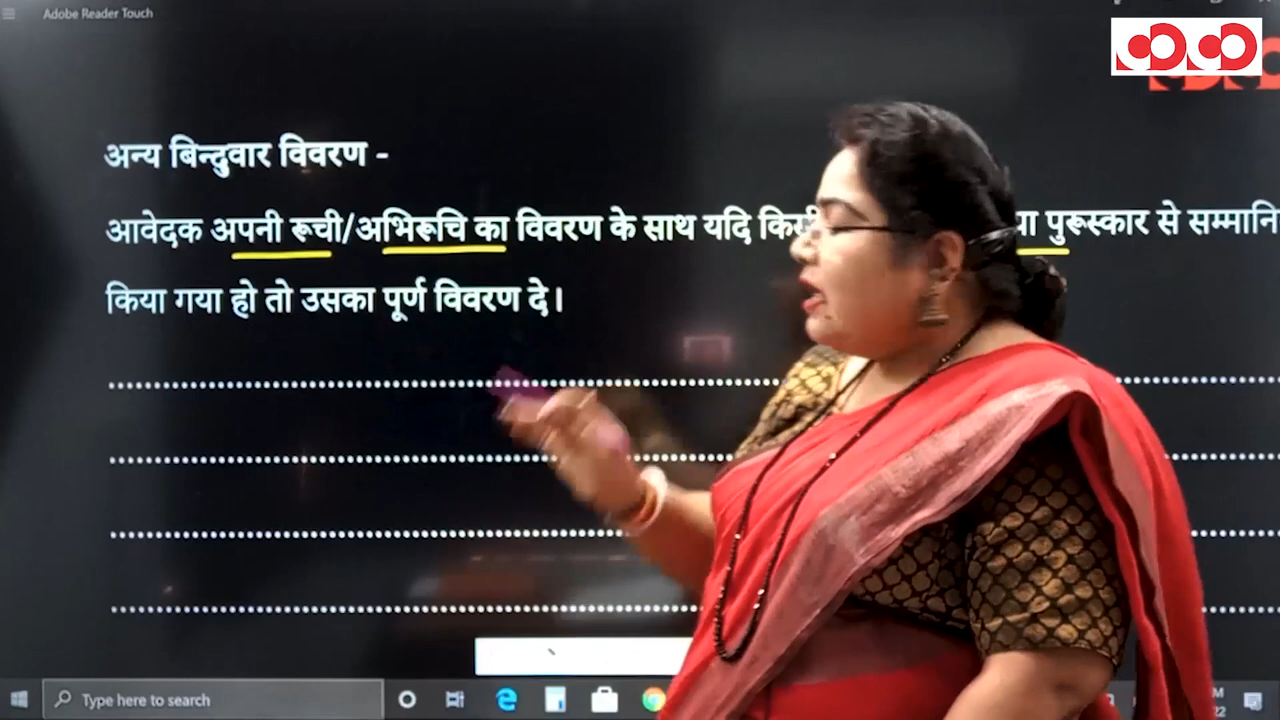 Adobe Reader Touch
अन्य बिन्दुवार विवरण -
आवेदक अपनी रूची/अभिरूचि का विवरण के साथ यदि पुरूस्कार से
किया गया हो तो उसका पूर्ण विवरण दे।
Type here to search